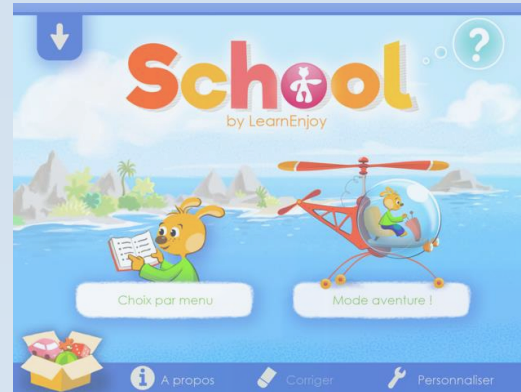 ?
School
by LearnEnjoy
Choix par menu
Mode aventure !
i A propos
Corriger
Personnaliser